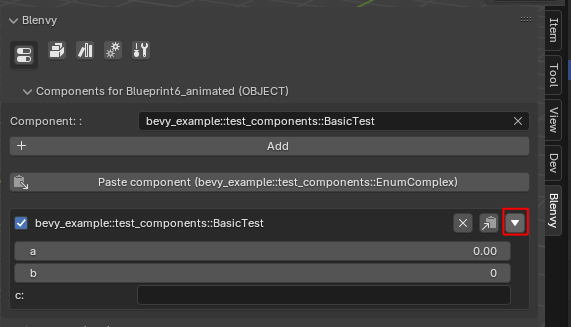 Blenvy
Components for Blueprint6_animated (OBJECT)
Component: :
bevy_example::test_components::BasicTest
Add
Paste component (bevy_example::test_components::EnumComplex)
bevy_example::test_components::BasicTest
a 0.00
b 0
c:
Item
Tool
View
Dev
Blenvy